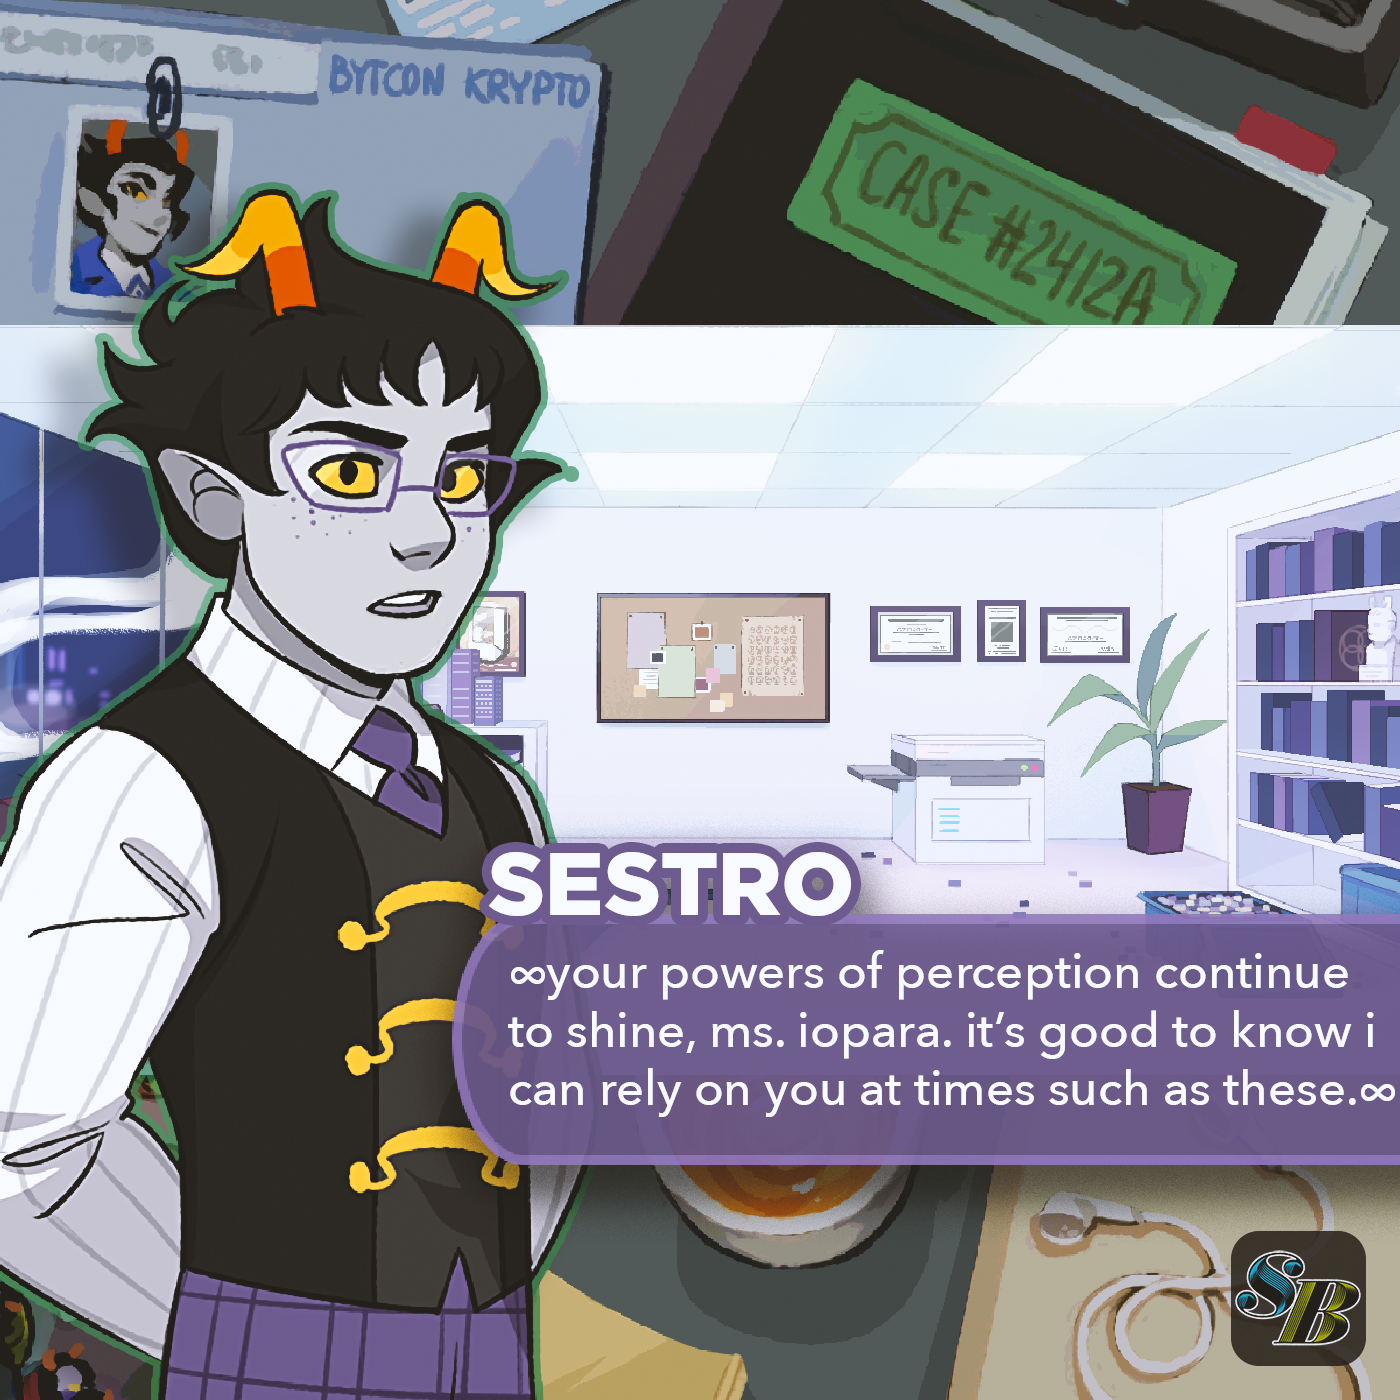 BYTCON KRYPTO
CASE #2412A
SESTRO
∞your powers of perception continue
to shine, ms. iopara. it's good to know i
can rely on you at times such as these.∞
SB